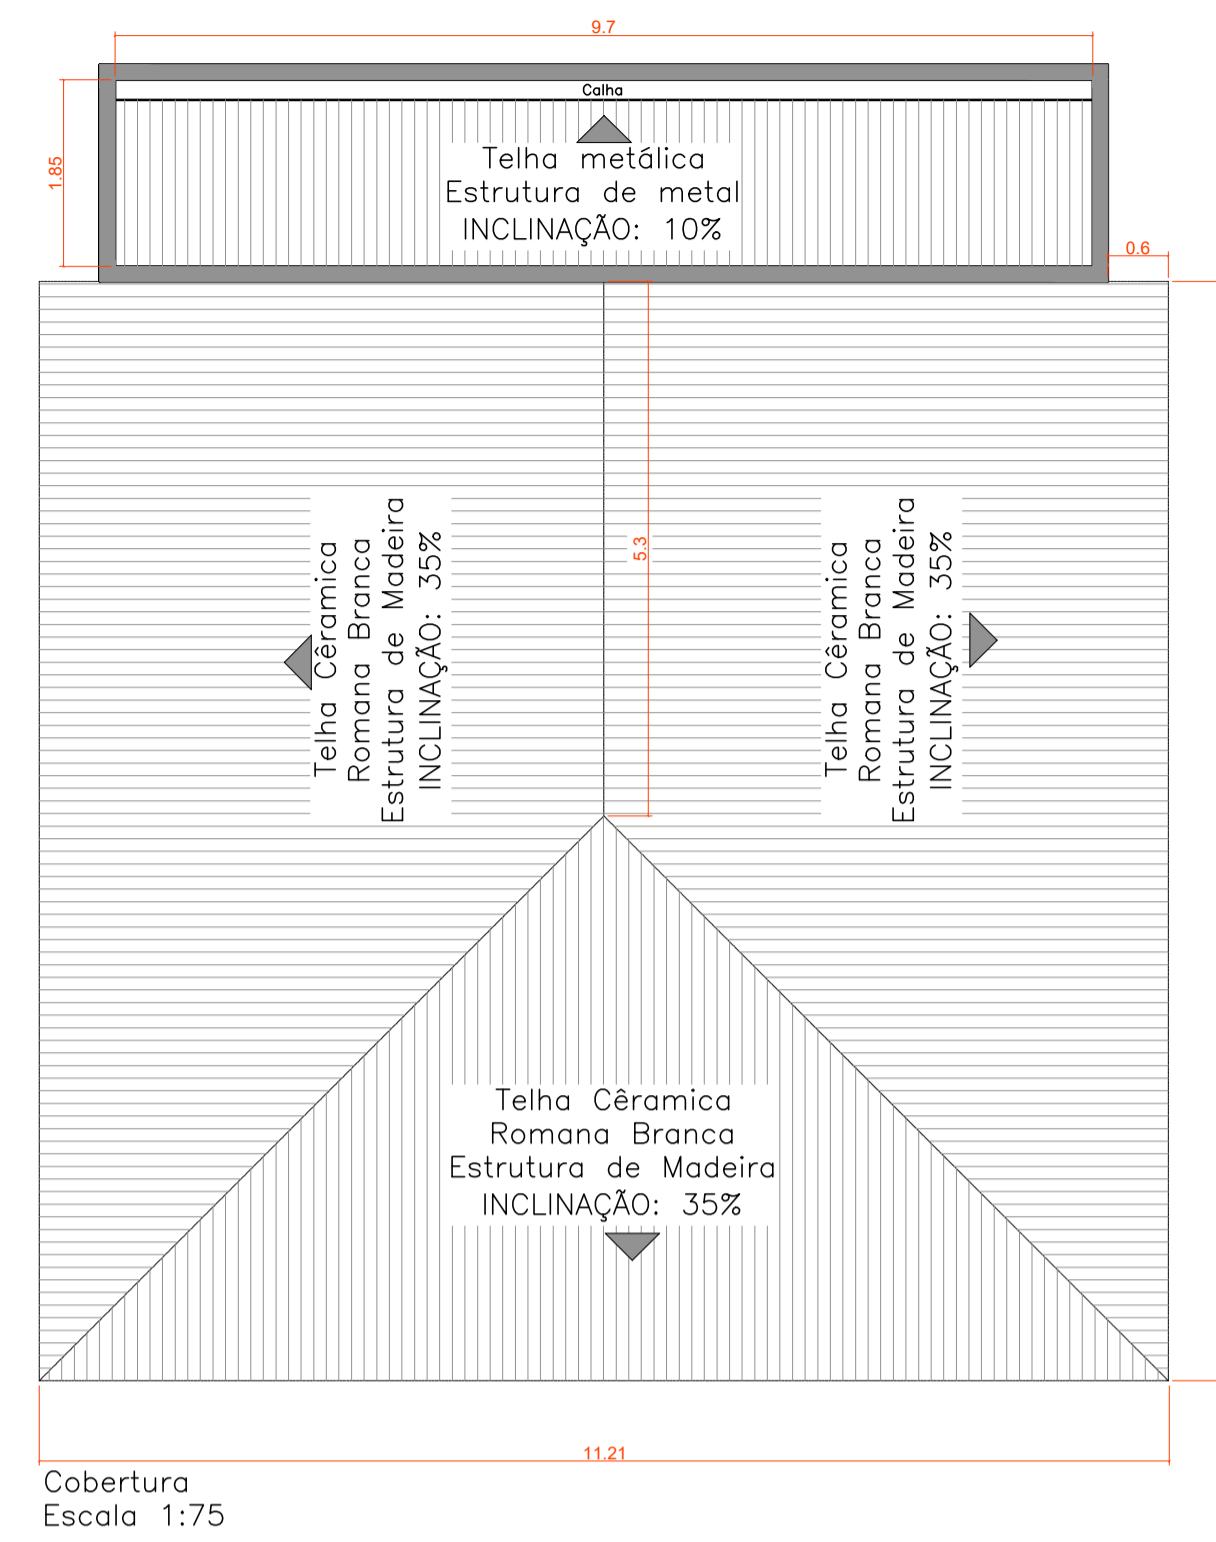 9.7
Calha
1.85
Telha metálica
Estrutura de metal
INCLINAÇÃO: 10%
0.6
Telha Cêramica
Romana Branca
Estrutura de Madeira
INCLINAÇÃO: 35%
5.3
Telha Cêramica
Romana Branca
Estrutura de Madeira
INCLINAÇÃO: 35%
Telha Cêramica
Romana Branca
Estrutura de Madeira
INCLINAÇÃO: 35%
11.21
Cobertura
Escala 1:75